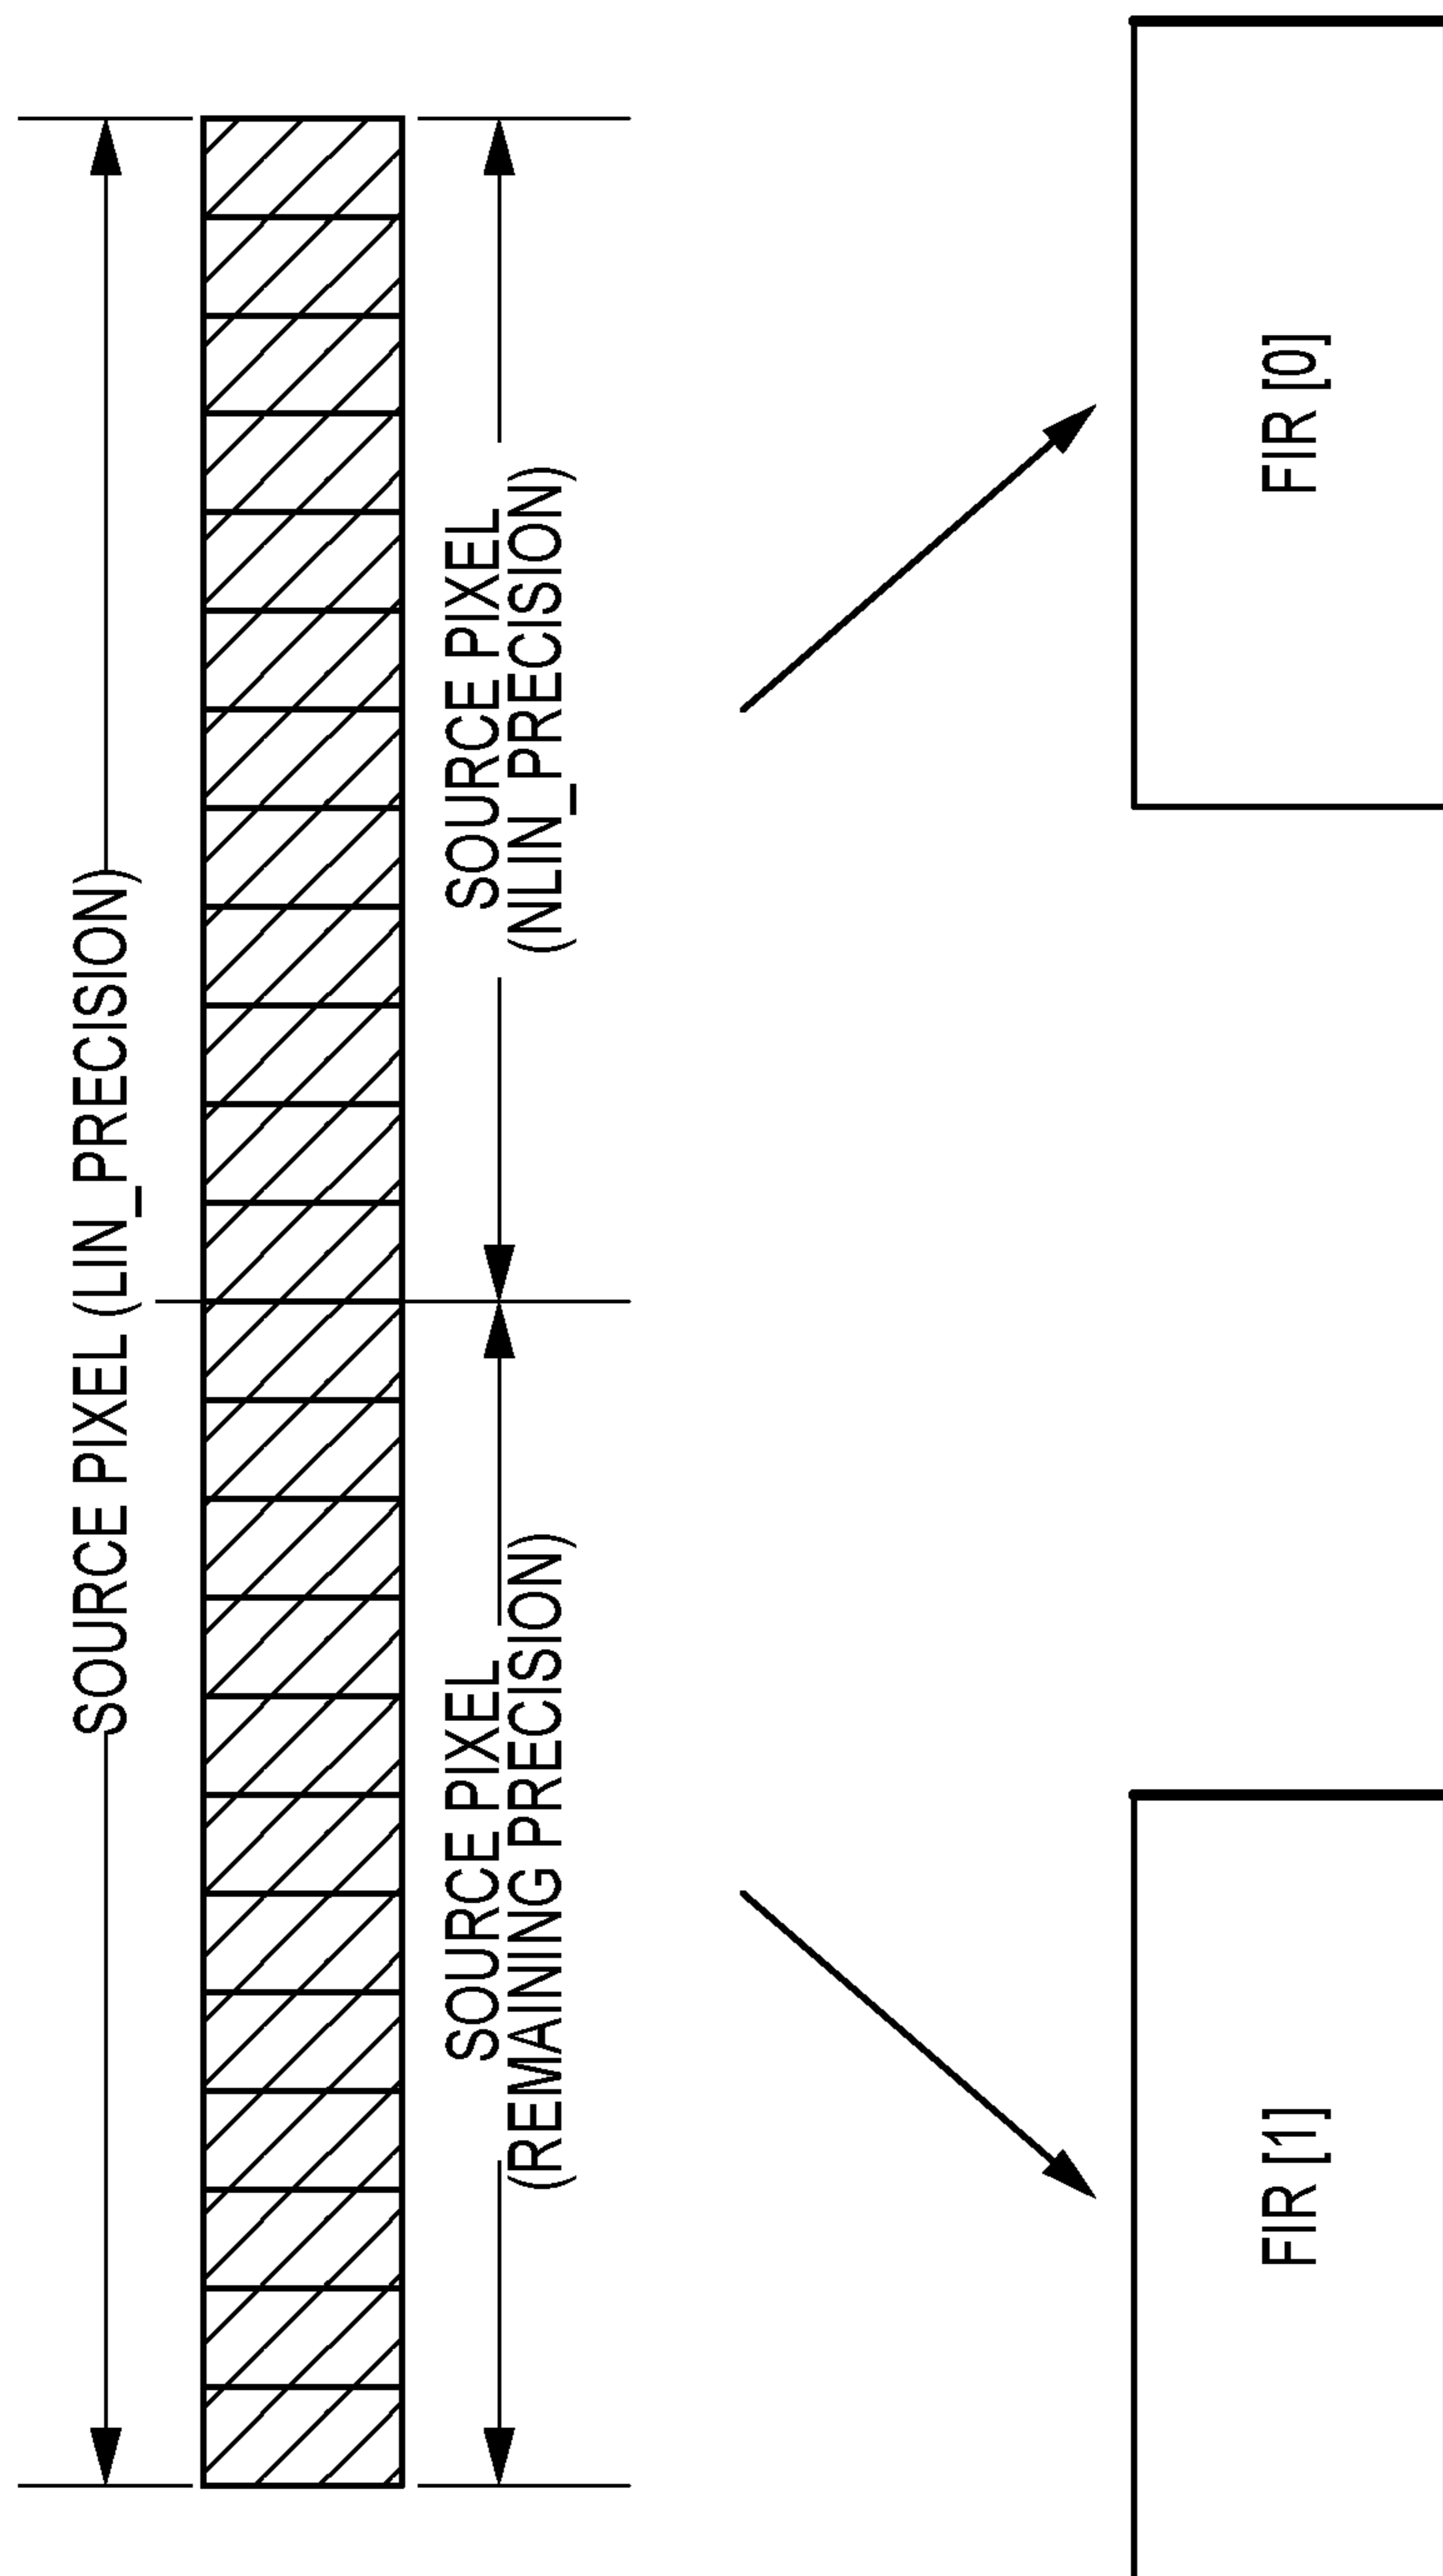 SOURCE PIXEL (LIN_PRECISION)
SOURCE PIXEL
(REMAINING PRECISION)
SOURCE PIXEL
(NLIN_PRECISION)
FIR [1]
FIR [0]